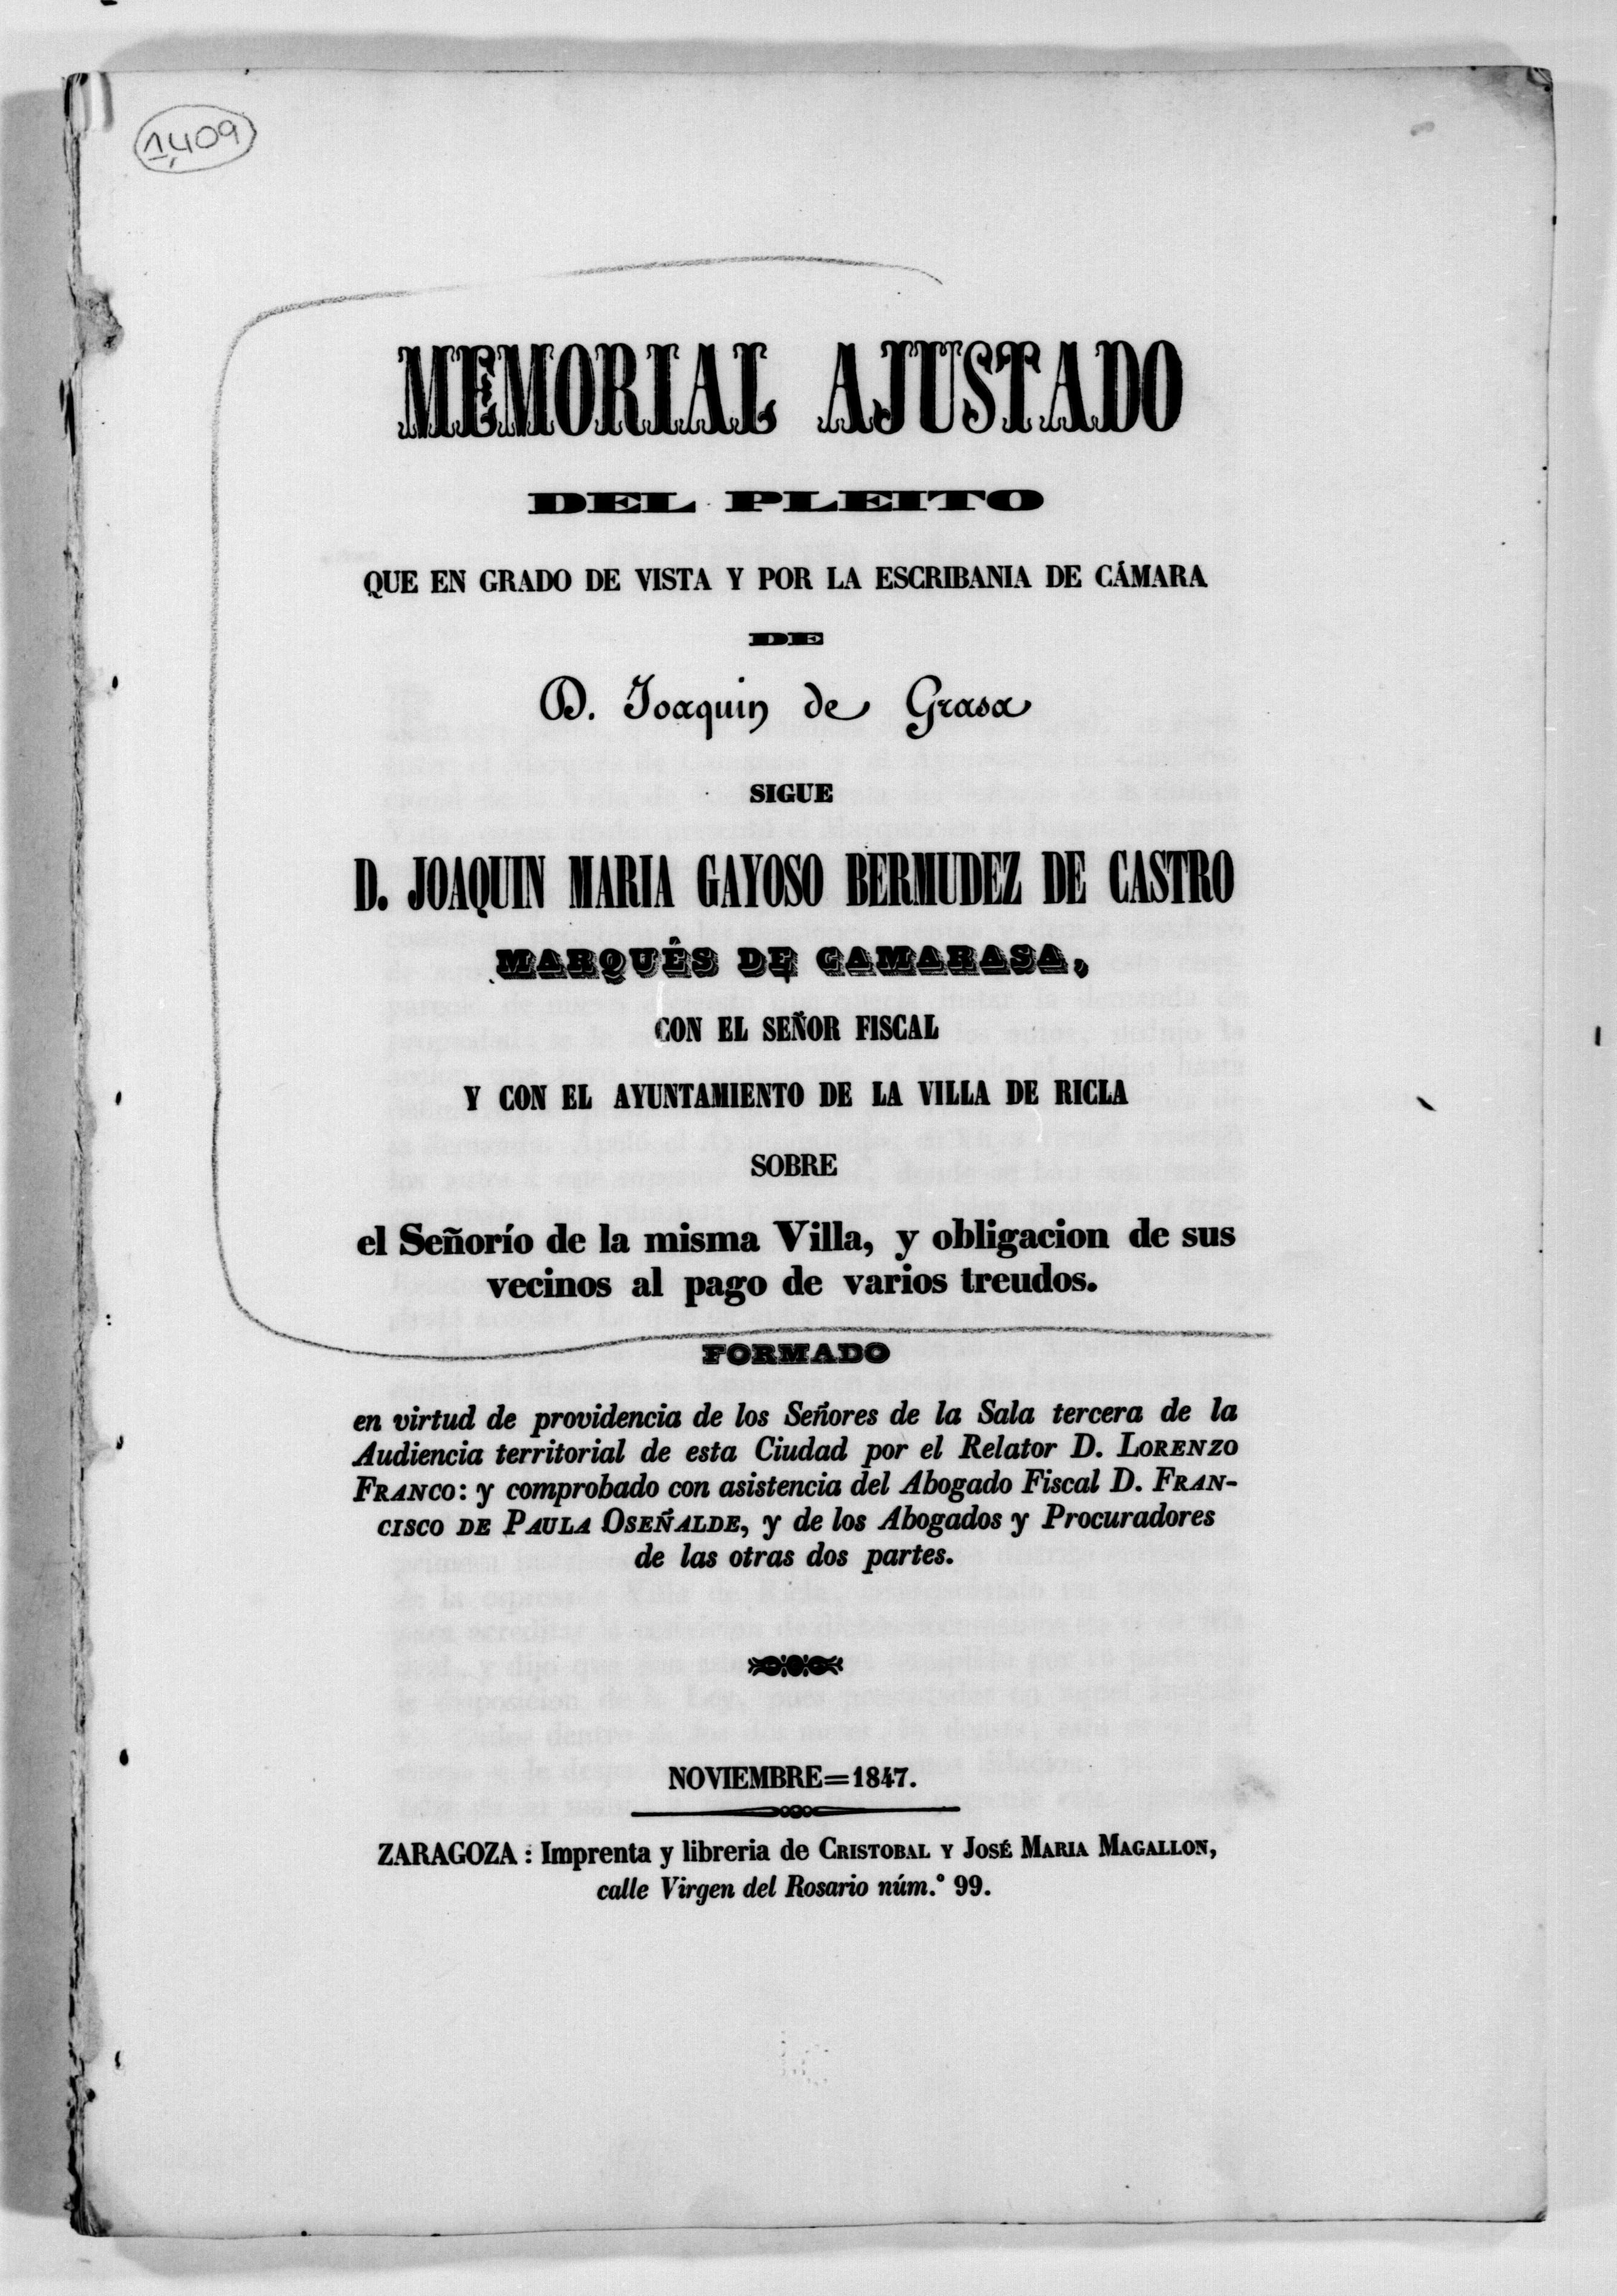 1409
MEMORIAL AJUSTADO
DEL PLEITO
QUE EN GRADO DE VISTA Y POR LA ESCRIBANIA DE CÁMARA
DE
D. Joaquin de Grasa
SIGUE
D. JOAQUIN MARIA GAYOSO BERMUDEZ DE CASTRO
MARQUÉS DE CAMARASA,
CON EL SEÑOR FISCAL
Y CON EL AYUNTAMIENTO DE LA VILLA DE RICLA
SOBRE
el Señorío de la misma Villa, y obligacion de sus
vecinos al pago de varios treudos.
FORMADO
en virtud de providencia de los Señores de la Sala tercera de la
Audiencia territorial de esta Ciudad por el Relator D. LORENZO
FRANCO: y comprobado con asistencia del Abogado Fiscal D. FRAN-
CISCO DE PAULA OSEÑALDE, y de los Abogados y Procuradores
de las otras dos partes.
NOVIEMBRE=1847.
ZARAGOZA: Imprenta y libreria de CRISTOBAL Y JOSÉ MARIA MAGALLON,
calle Virgen del Rosario núm.° 99.